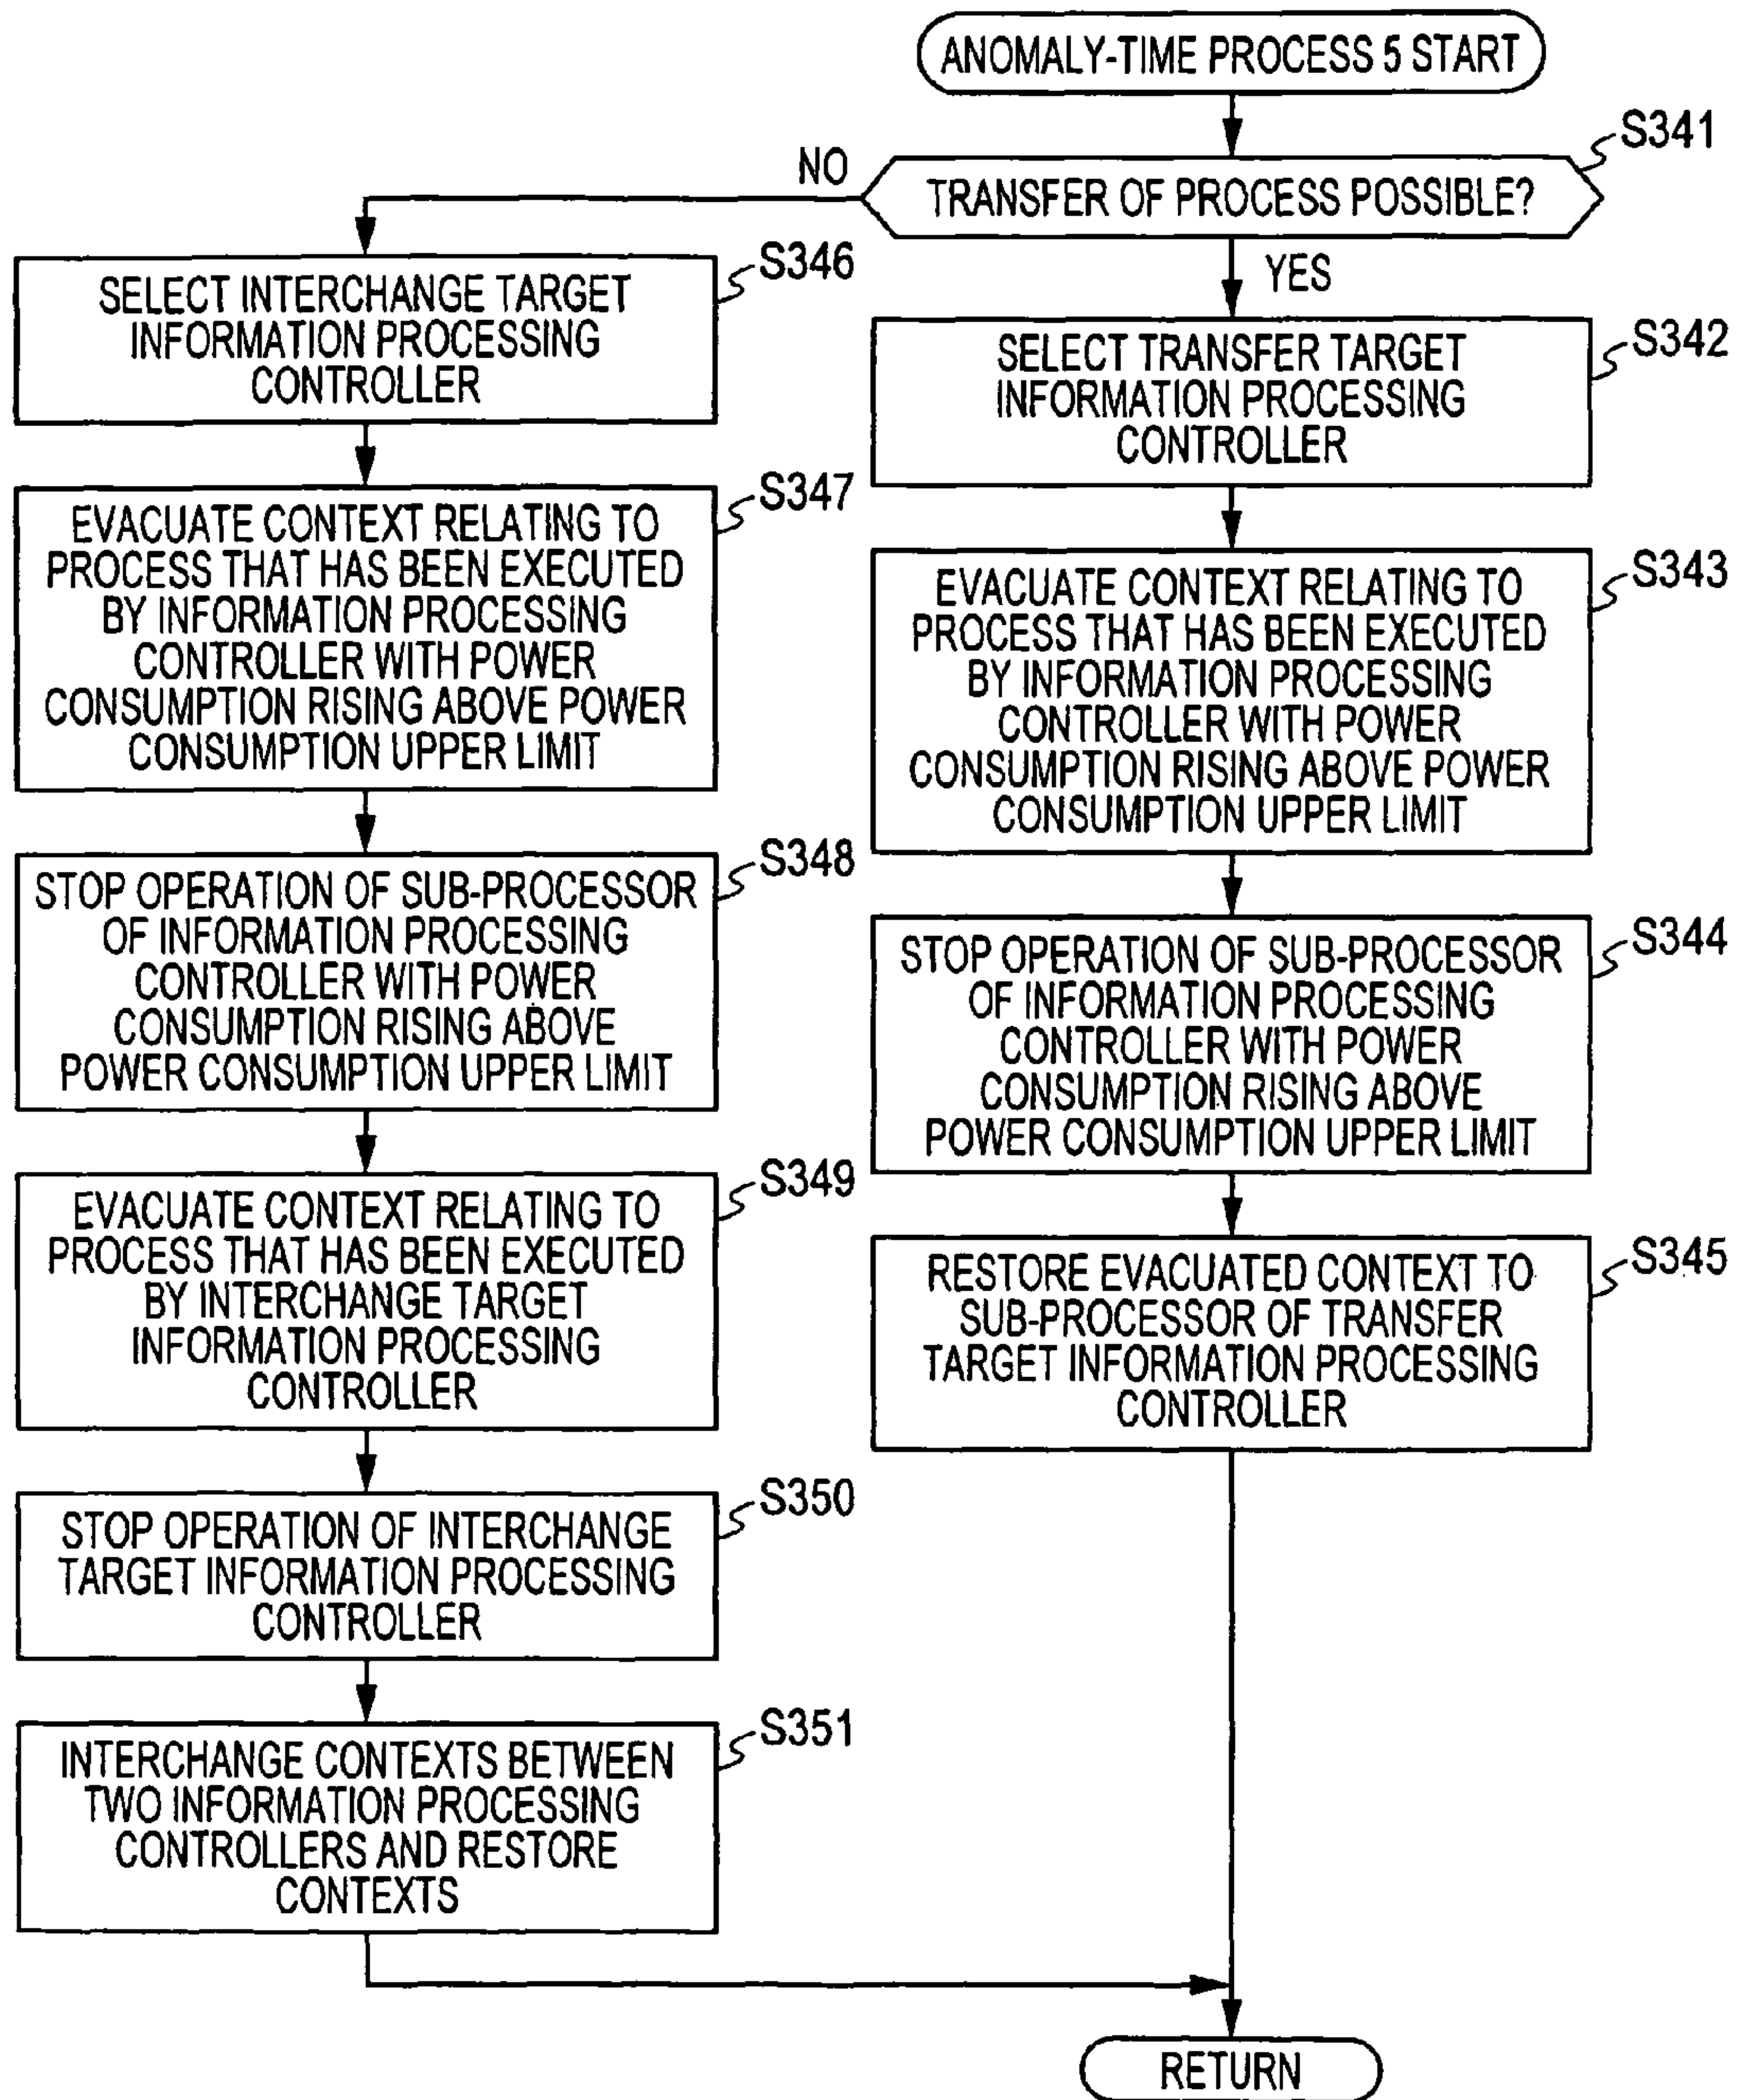 ANOMALY-TIME PROCESS 5 START
S341
TRANSFER OF PROCESS POSSIBLE?
NO
YES
S342
SELECT TRANSFER TARGET
INFORMATION PROCESSING
CONTROLLER
S343
EVACUATE CONTEXT RELATING TO
PROCESS THAT HAS BEEN EXECUTED
BY INFORMATION PROCESSING
CONTROLLER WITH POWER
CONSUMPTION RISING ABOVE POWER
CONSUMPTION UPPER LIMIT
S344
STOP OPERATION OF SUB-PROCESSOR
OF INFORMATION PROCESSING
CONTROLLER WITH POWER
CONSUMPTION RISING ABOVE
POWER CONSUMPTION UPPER LIMIT
S345
RESTORE EVACUATED CONTEXT TO
SUB-PROCESSOR OF TRANSFER
TARGET INFORMATION PROCESSING
CONTROLLER
S346
SELECT INTERCHANGE TARGET
INFORMATION PROCESSING
CONTROLLER
S347
EVACUATE CONTEXT RELATING TO
PROCESS THAT HAS BEEN EXECUTED
BY INFORMATION PROCESSING
CONTROLLER WITH POWER
CONSUMPTION RISING ABOVE POWER
CONSUMPTION UPPER LIMIT
S348
STOP OPERATION OF SUB-PROCESSOR
OF INFORMATION PROCESSING
CONTROLLER WITH POWER
CONSUMPTION RISING ABOVE
POWER CONSUMPTION UPPER LIMIT
S349
EVACUATE CONTEXT RELATING TO
PROCESS THAT HAS BEEN EXECUTED
BY INTERCHANGE TARGET
INFORMATION PROCESSING
CONTROLLER
S350
STOP OPERATION OF INTERCHANGE
TARGET INFORMATION PROCESSING
CONTROLLER
S351
INTERCHANGE CONTEXTS BETWEEN
TWO INFORMATION PROCESSING
CONTROLLERS AND RESTORE
CONTEXTS
RETURN